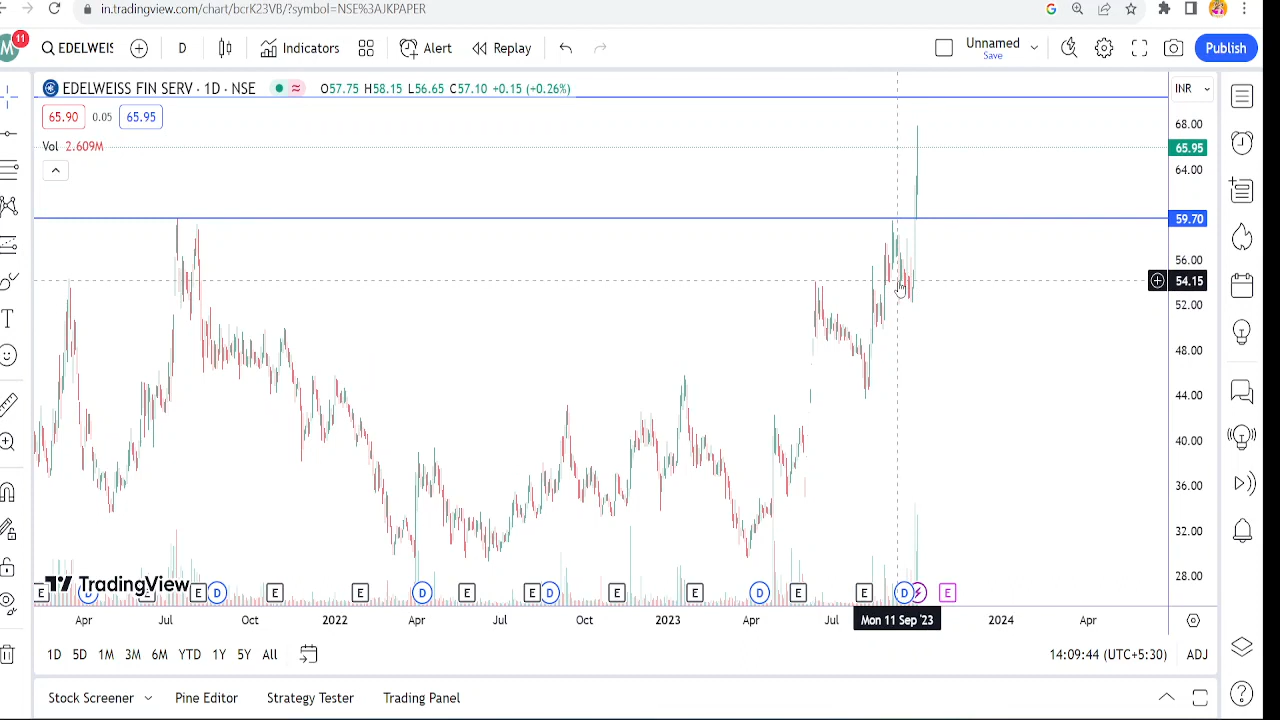 in.tradingview.com/chart/bcrK23VB/?symbol=NSE%3AJKPAPER
M 11 EDELWEIS D Indicators Alert Replay Unnamed Save Publish
EDELWEISS FIN SERV · 1D · NSE O57.75 H58.15 L56.65 C57.10 +0.15 (+0.26%) INR
65.90 0.05 65.95
Vol 2.609M
68.00
65.95
64.00
59.70
56.00
54.15
52.00
48.00
44.00
40.00
36.00
32.00
28.00
TradingView
E D E E D E E D E E D E E D E E D E
Apr Jul Oct 2022 Apr Jul Oct 2023 Apr Jul Mon 11 Sep '23 2024 Apr
1D 5D 1M 3M 6M YTD 1Y 5Y All 14:09:44 (UTC+5:30) ADJ
Stock Screener Pine Editor Strategy Tester Trading Panel